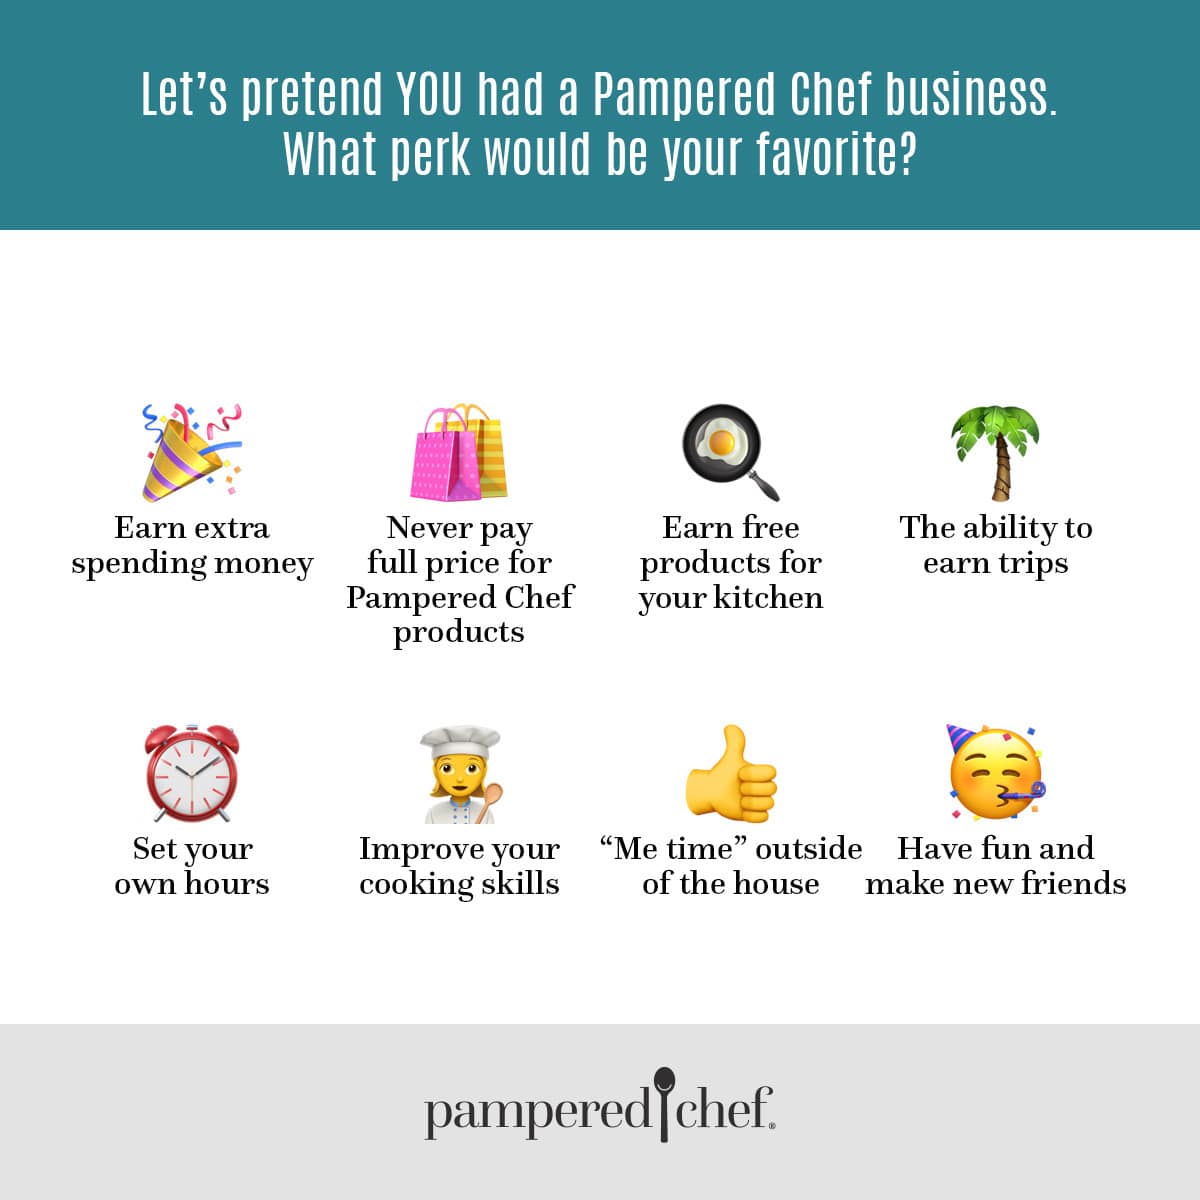 Let’s pretend YOU had a Pampered Chef business.
What perk would be your favorite?
Earn extra
spending money
Never pay
full price for
Pampered Chef
products
Earn free
products for
your kitchen
The ability to
earn trips
Set your
own hours
Improve your
cooking skills
“Me time” outside
of the house
Have fun and
make new friends
pampered chef®